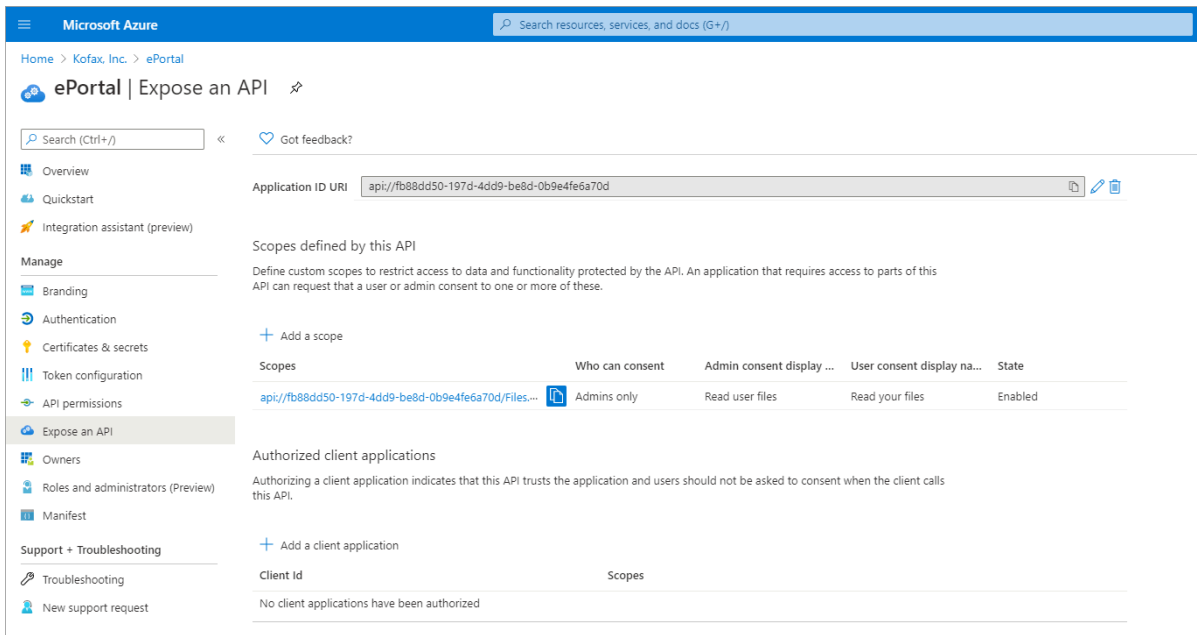 Microsoft Azure
Search resources, services, and docs (G+/)
Home > Kofax, Inc. > ePortal
ePortal | Expose an API
Search (Ctrl+/)
«
Got feedback?
Overview
Quickstart
Integration assistant (preview)
Manage
Branding
Authentication
Certificates & secrets
Token configuration
API permissions
Expose an API
Owners
Roles and administrators (Preview)
Manifest
Support + Troubleshooting
Troubleshooting
New support request
Application ID URI api://fb88dd50-197d-4dd9-be8d-0b9e4fe6a70d
Scopes defined by this API
Define custom scopes to restrict access to data and functionality protected by the API. An application that requires access to parts of this
API can request that a user or admin consent to one or more of these.
Add a scope
Scopes Who can consent Admin consent display ... User consent display na... State
api://fb88dd50-197d-4dd9-be8d-0b9e4fe6a70d/Files.... Admins only Read user files Read your files Enabled
Authorized client applications
Authorizing a client application indicates that this API trusts the application and users should not be asked to consent when the client calls
this API.
Add a client application
Client Id Scopes
No client applications have been authorized